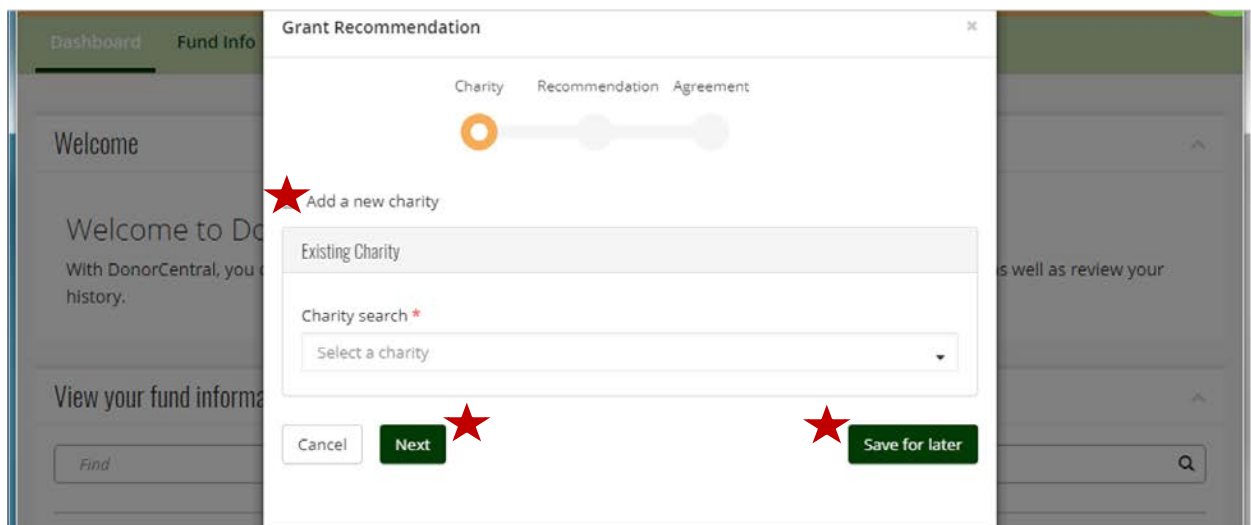 Dashboard Fund Info
Grant Recommendation ×
Charity Recommendation Agreement
Welcome
Add a new charity
Welcome to Do
With DonorCentral, you
history.
s well as review your
Existing Charity
Charity search *
Select a charity
View your fund informa
Cancel Next Save for later
Find